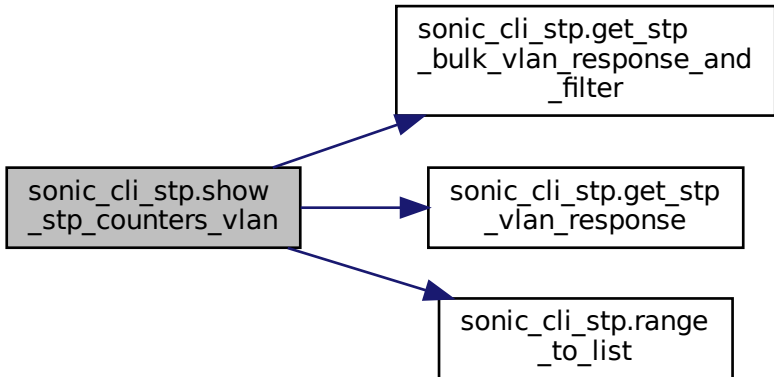 sonic_cli_stp.get_stp
_bulk_vlan_response_and
_filter
sonic_cli_stp.show
_stp_counters_vlan
sonic_cli_stp.get_stp
_vlan_response
sonic_cli_stp.range
_to_list